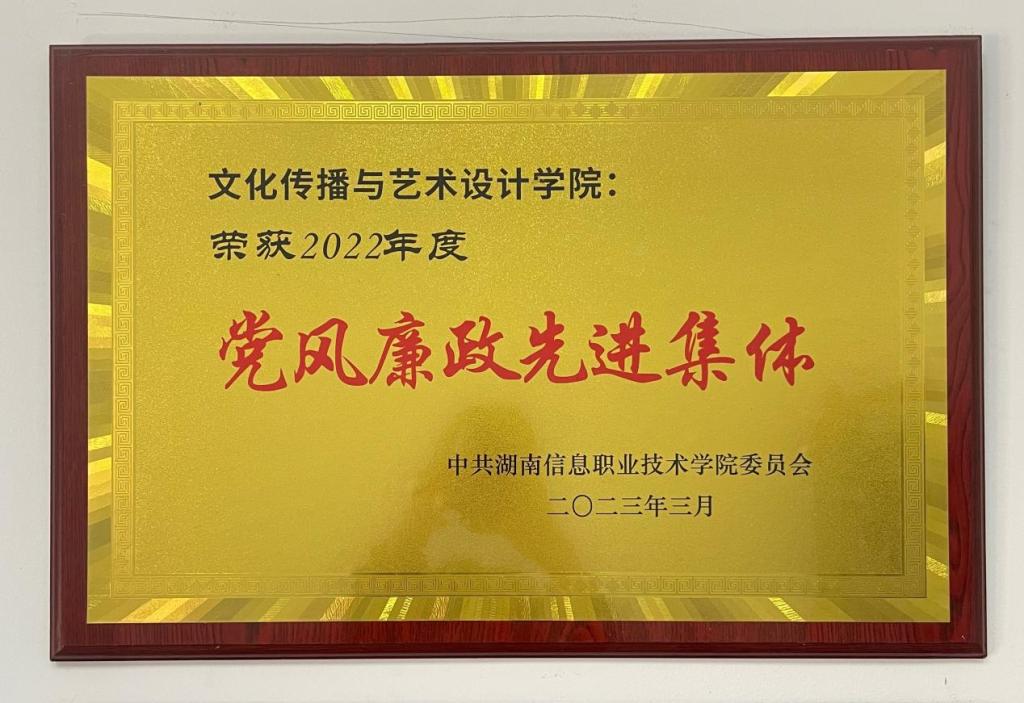 文化传播与艺术设计学院：
荣获2022年度
党风廉政先进集体
中共湖南信息职业技术学院委员会
二〇二三年三月